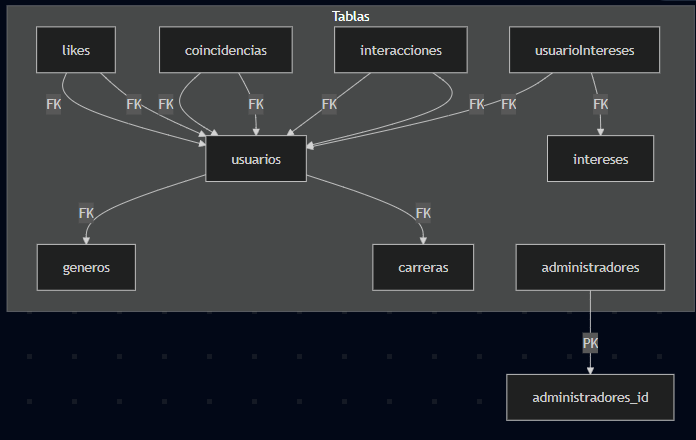 Tablas
likes
coincidencias
interacciones
usuarioIntereses
FK
FK
FK
FK
FK
FK
FK
FK
usuarios
intereses
FK
FK
generos
carreras
administradores
PK
administradores_id